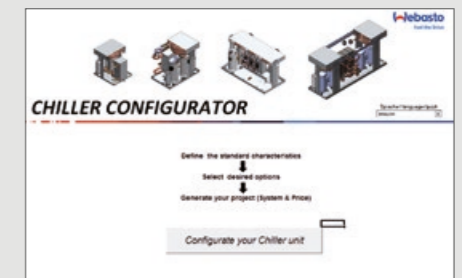 Webasto
Feel the Drive
CHILLER CONFIGURATOR
Define the standard characteristics
Select desired options
Generate your project (System & Price)
Configurate your Chiller unit